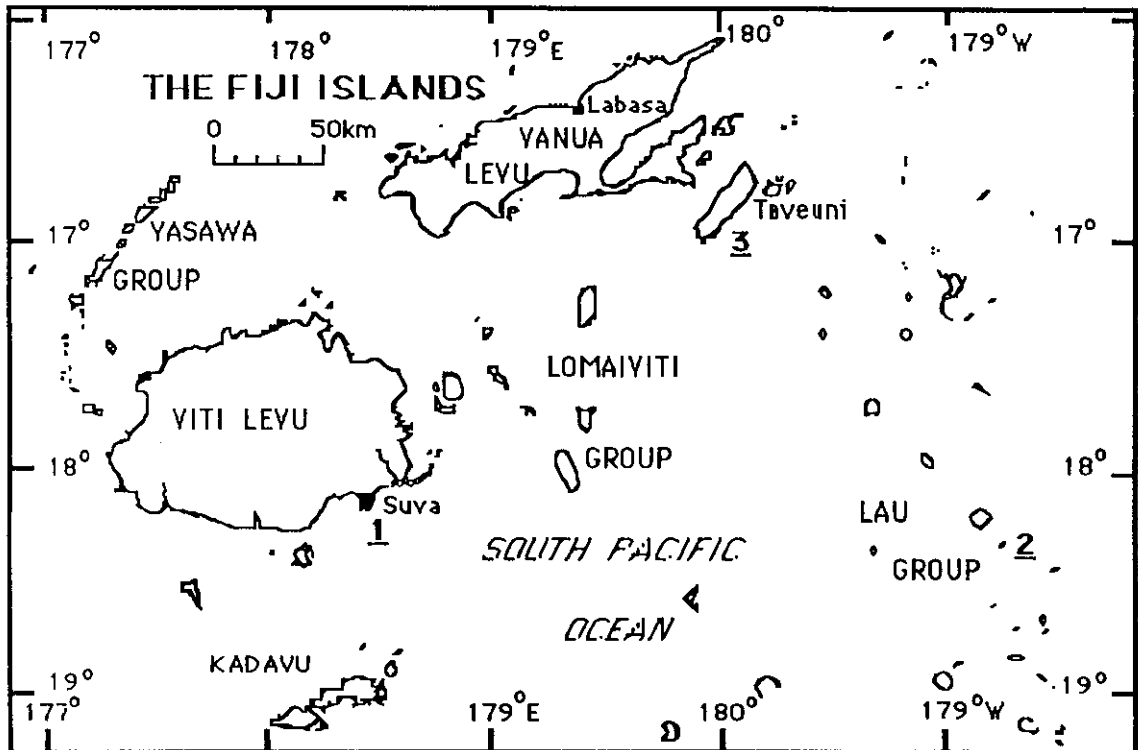 177° 178° 179°E 180° 179°W
THE FIJI ISLANDS
0 50km
Labasa
VANUA
LEVU
Taveuni
YASAWA
17° 3 17°
GROUP
LOMAIVITI
VITI LEVU
GROUP
18° 18°
Suva
LAU
1
SOUTH PACIFIC 2
GROUP
OCEAN
KADAVU
19° 19°
177° 179°E 180° 179°W